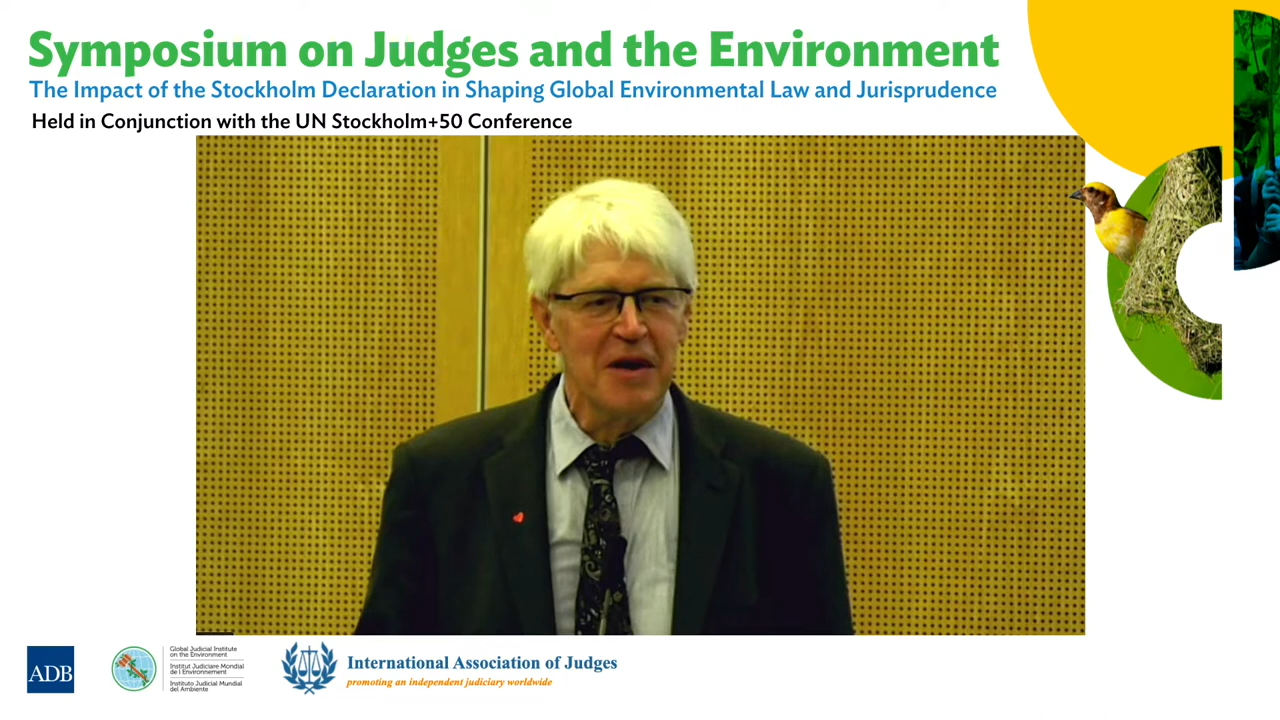 Symposium on Judges and the Environment
The Impact of the Stockholm Declaration in Shaping Global Environmental Law and Jurisprudence
Held in Conjunction with the UN Stockholm+50 Conference
ADB
Global Judicial Institute
on the Environment
Institut Judiciaire Mondial
de l Environnement
Instituto Judicial Mundial
del Ambiente
International Association of Judges
promoting an independent judiciary worldwide